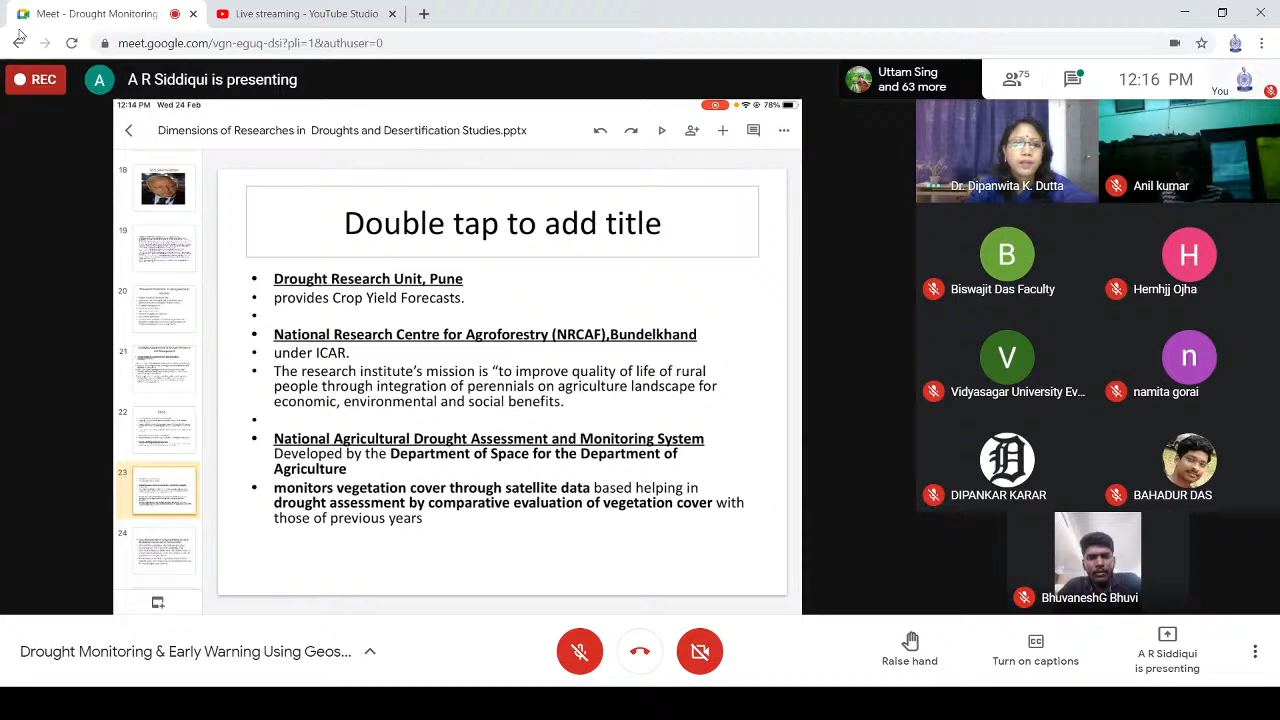 Meet - Drought Monitoring
Live streaming - YouTube Studio
meet.google.com/vgn-eguq-dsi?pli=1&authuser=0
REC
A
A R Siddiqui is presenting
Uttam Sing
and 63 more
75
12:16 PM
You
12:14 PM Wed 24 Feb
78%
Dimensions of Researches in Droughts and Desertification Studies.pptx
18
19
20
21
22
23
24
Double tap to add title
• Drought Research Unit, Pune
• provides Crop Yield Forecasts.
•
• National Research Centre for Agroforestry (NRCAF),Bundelkhand
• under ICAR.
The research institute's mission is “to improve quality of life of rural
people through integration of perennials on agriculture landscape for
economic, environmental and social benefits.
•
• National Agricultural Drought Assessment and Monitoring System
Developed by the Department of Space for the Department of
Agriculture
• monitors vegetation cover through satellite data based helping in
drought assessment by comparative evaluation of vegetation cover with
those of previous years
Dr. Dipanwita K. Dutta
Anil kumar
B
Biswajit Das Faculty
H
Hemhjj Ojha
V
Vidyasagar University Ev...
n
namita gorai
D
DIPANKAR KARAR
BAHADUR DAS
BhuvaneshG Bhuvi
Drought Monitoring & Early Warning Using Geos...
Raise hand
Turn on captions
A R Siddiqui
is presenting